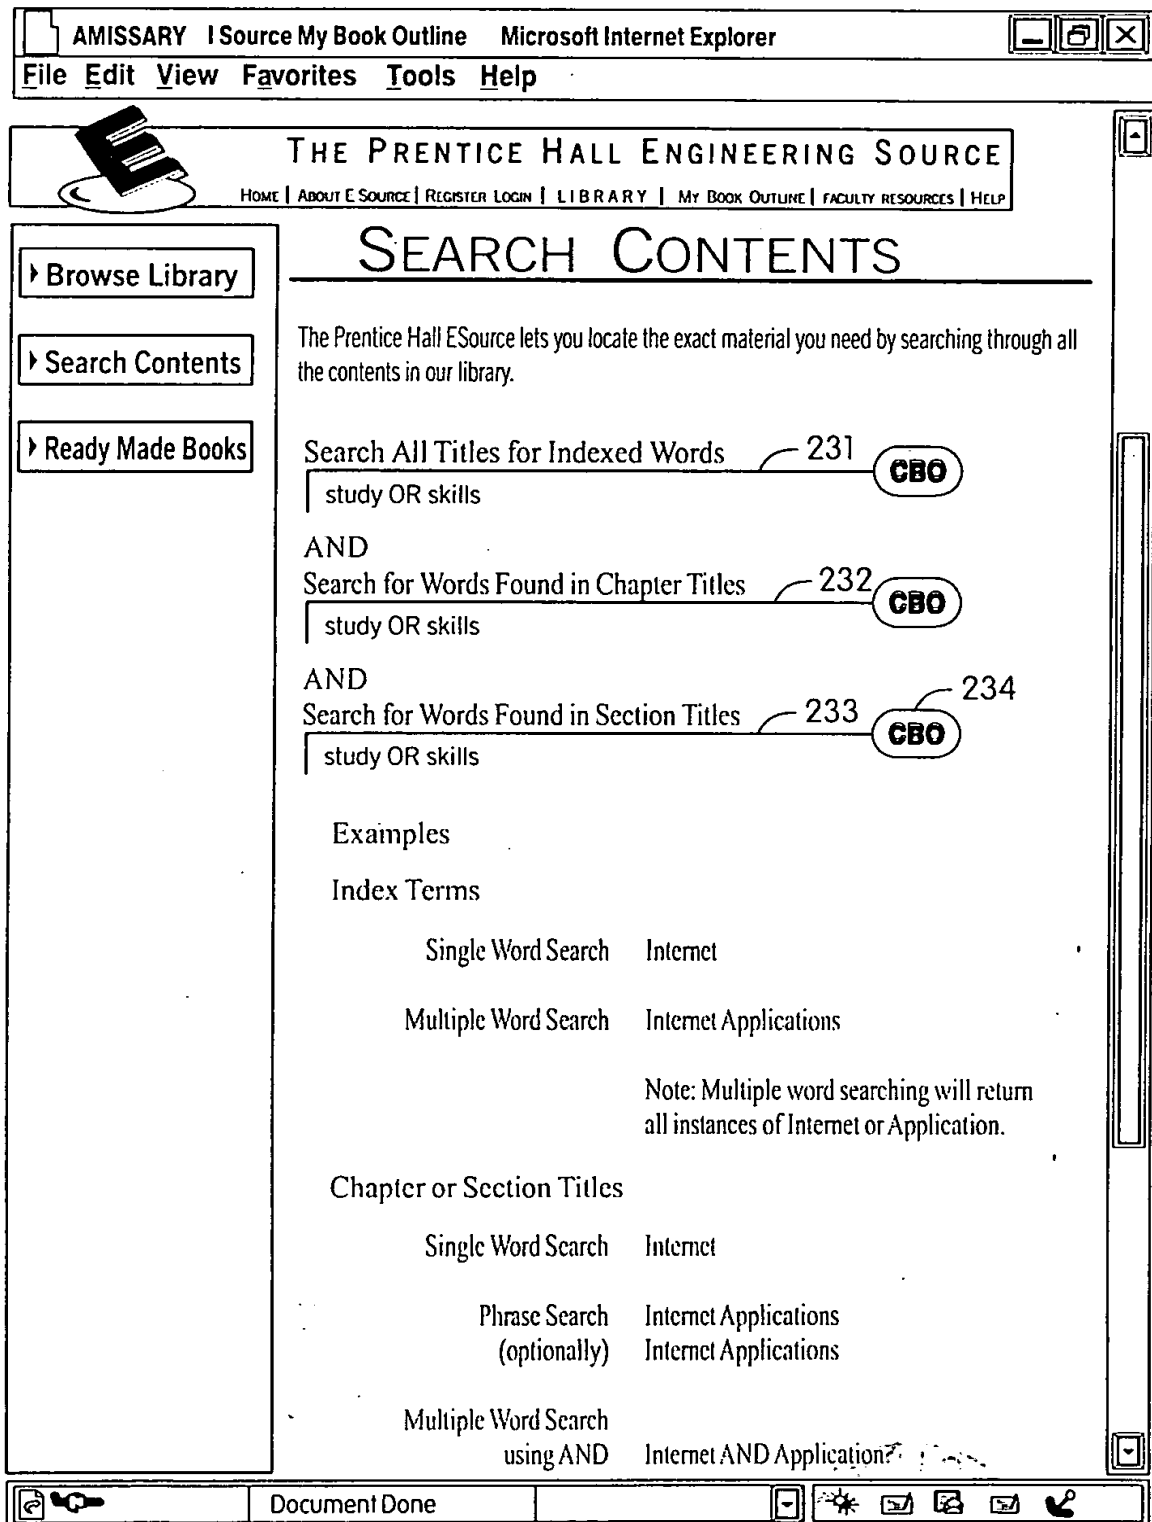 AMISSARY I Source My Book Outline Microsoft Internet Explorer
File Edit View Favorites Tools Help
THE PRENTICE HALL ENGINEERING SOURCE
HOME | ABOUT E SOURCE | REGISTER LOGIN | LIBRARY | MY BOOK OUTLINE | FACULTY RESOURCES | HELP
Browse Library
Search Contents
Ready Made Books
SEARCH CONTENTS
The Prentice Hall ESource lets you locate the exact material you need by searching through all
the contents in our library.
Search All Titles for Indexed Words 231 CBO
study OR skills
AND
Search for Words Found in Chapter Titles 232 CBO
study OR skills
AND
234
Search for Words Found in Section Titles 233 CBO
study OR skills
Examples
Index Terms
Single Word Search Internet
Multiple Word Search Internet Applications
Note: Multiple word searching will return
all instances of Internet or Application.
Chapter or Section Titles
Single Word Search Internet
Phrase Search Internet Applications
(optionally) Internet Applications
Multiple Word Search
using AND Internet AND Application?
Document Done